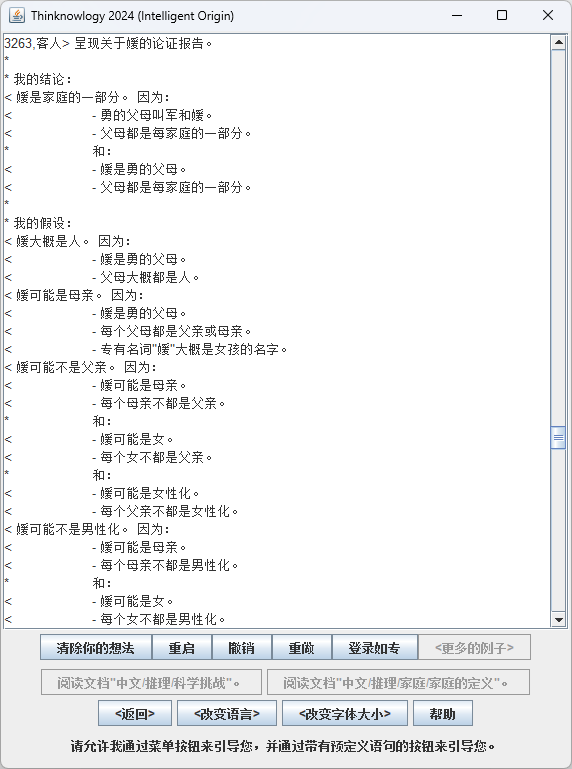 Thinknowlogy 2024 (Intelligent Origin)
3263,客人> 呈现关于媛的论证报告。
*
* 我的结论:
< 媛是家庭的一部分。 因为:
< - 勇的父母叫军和媛。
< - 父母都是每家庭的一部分。
* 和:
< - 媛是勇的父母。
< - 父母都是每家庭的一部分。
*
* 我的假设:
< 媛大概是人。 因为:
< - 媛是勇的父母。
< - 父母大概都是人。
< 媛可能是母亲。 因为:
< - 媛是勇的父母。
< - 每个父母都是父亲或母亲。
< - 专有名词"媛"大概是女孩的名字。
< 媛可能不是父亲。 因为:
< - 媛可能是母亲。
< - 每个母亲不都是父亲。
* 和:
< - 媛可能是女。
< - 每个女不都是父亲。
* 和:
< - 媛可能是女性化。
< - 每个父亲不都是女性化。
< 媛可能不是男性化。 因为:
< - 媛可能是母亲。
< - 每个母亲不都是男性化。
* 和:
< - 媛可能是女。
< - 每个女不都是男性化。
清除你的想法 重启 撤销 重做 登录如专 <更多的例子>
阅读文档"中文/推理/科学挑战"。 阅读文档"中文/推理/家庭/家庭的定义"。
<返回> <改变语言> <改变字体大小> 帮助
请允许我通过菜单按钮来引导您，并通过带有预定义语句的按钮来引导您。